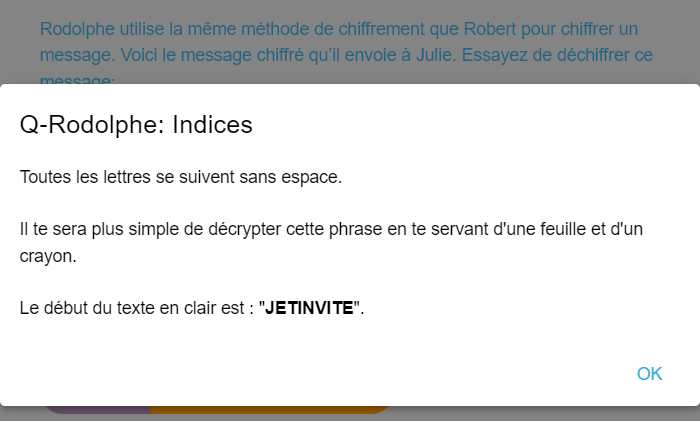 Rodolphe utilise la même méthode de chiffrement que Robert pour chiffrer un
message. Voici le message chiffré qu'il envoie à Julie. Essayez de déchiffrer ce
message:
Q-Rodolphe: Indices
Toutes les lettres se suivent sans espace.
Il te sera plus simple de décrypter cette phrase en te servant d'une feuille et d'un
crayon.
Le début du texte en clair est : "JETINVITE".
OK